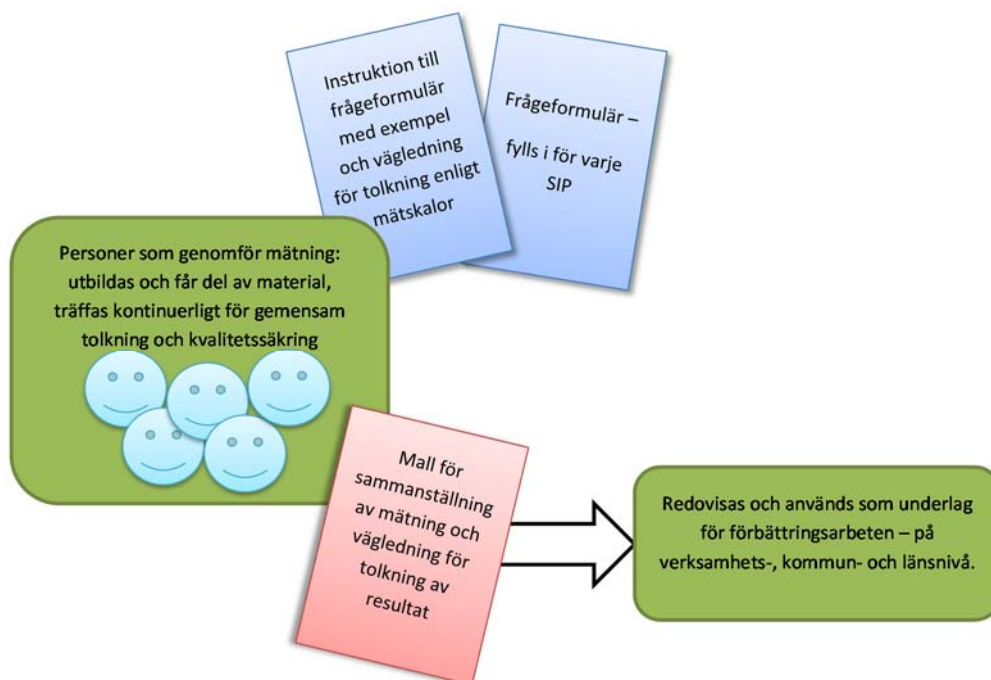 Instruktion till
frågeformulär
med exempel
och vägledning
för tolkning enligt
mätskalor
Frågeformulär –
fylls i för varje
SIP
Personer som genomför mätning:
utbildas och får del av material,
träffas kontinuerligt för gemensam
tolkning och kvalitetssäkring
Mall för
sammanställning
av mätning och
vägledning för
tolkning av
resultat
Redovisas och används som underlag
för förbättringsarbeten – på
verksamhets-, kommun- och länsnivå.